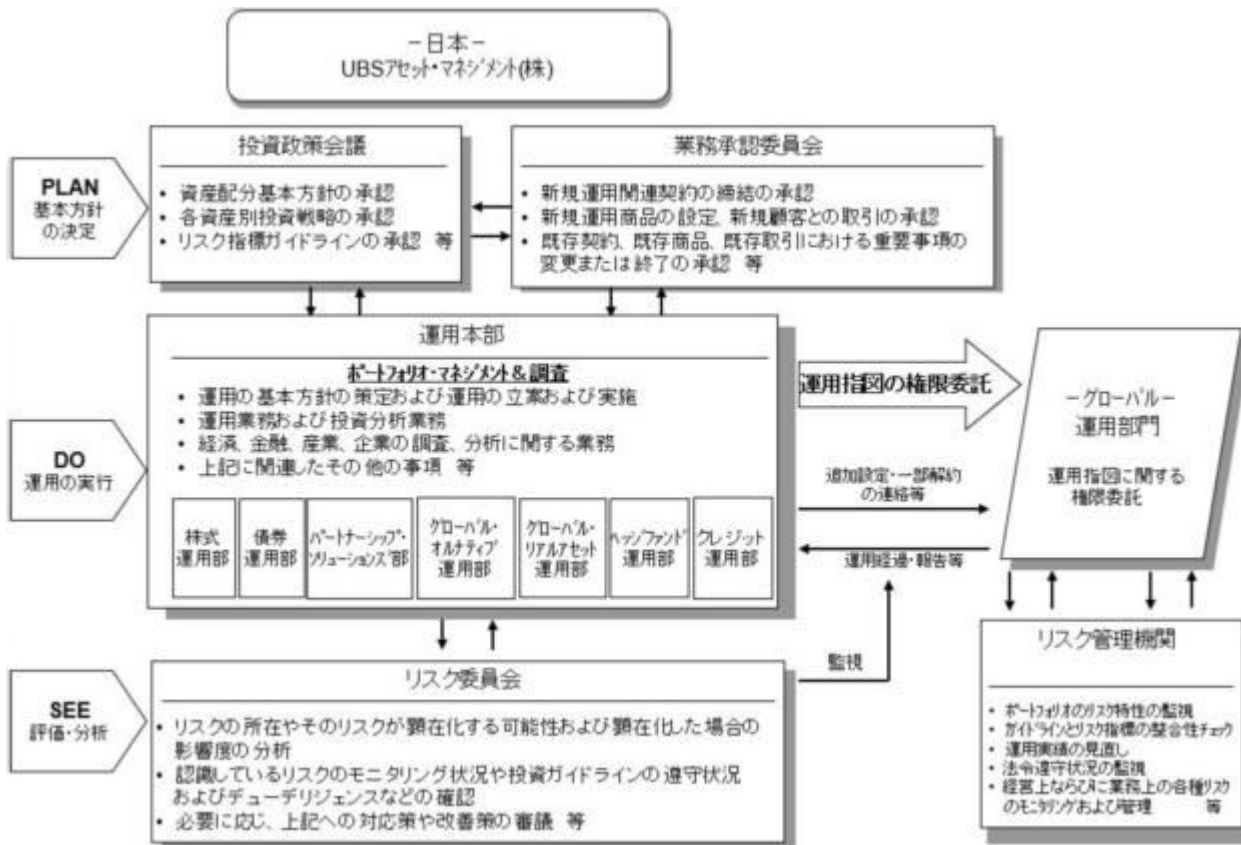 －日本－
UBSアセット・マネジメント(株)
投資政策会議
・ 資産配分基本方針の承認
・ 各資産別投資戦略の承認
・ リスク指標ガイドラインの承認 等
業務承認委員会
・ 新規運用関連契約の締結の承認
・ 新規運用商品の設定、新規顧客との取引の承認
・ 既存契約、既存商品、既存取引における重要事項の
変更または終了の承認 等
PLAN
基本方針
の決定
運用本部
ポートフォリオ・マネジメント＆調査
・ 運用の基本方針の策定および運用の立案および実施
・ 運用業務および投資分析業務
・ 経済、金融、産業、企業の調査、分析に関する業務
・ 上記に関連したその他の事項 等
DO
運用の実行
株式
運用部
債券
運用部
パートナーシップ・
ソリューションズ部
グローバル・
オルナティブ
運用部
グローバル・
リアルアセット
運用部
ヘッジファンド
運用部
クレジット
運用部
運用指図の権限委託
追加設定・一部解約
の連絡等
運用経過・報告等
－グローバル－
運用部門
運用指図に関する
権限委託
監視
SEE
評価・分析
リスク委員会
・ リスクの所在やそのリスクが顕在化する可能性および顕在化した場合の
影響度の分析
・ 認識しているリスクのモニタリング状況や投資ガイドラインの遵守状況
およびデューデリジェンスなどの確認
・ 必要に応じ、上記への対応策や改善策の審議 等
リスク管理機関
・ ポートフォリオのリスク特性の監視
・ ガイドラインとリスク指標の整合性チェック
・ 運用実績の見直し
・ 法令遵守状況の監視
・ 経営上ならびに業務上の各種リスク
のモニタリングおよび管理 等